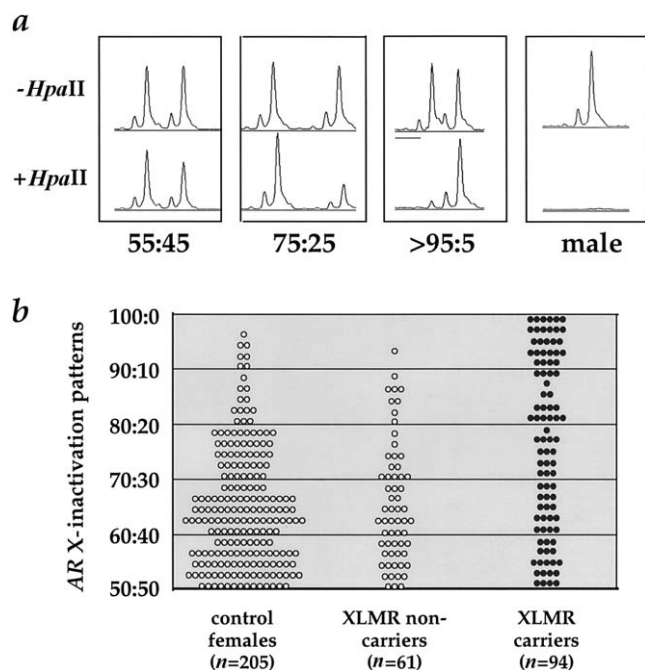 a
-HpaII
+HpaII
55:45
75:25
>95:5
male
b
AR X-inactivation patterns
100:0
90:10
80:20
70:30
60:40
50:50
control
females
(n=205)
XLMR non-
carriers
(n=61)
XLMR
carriers
(n=94)